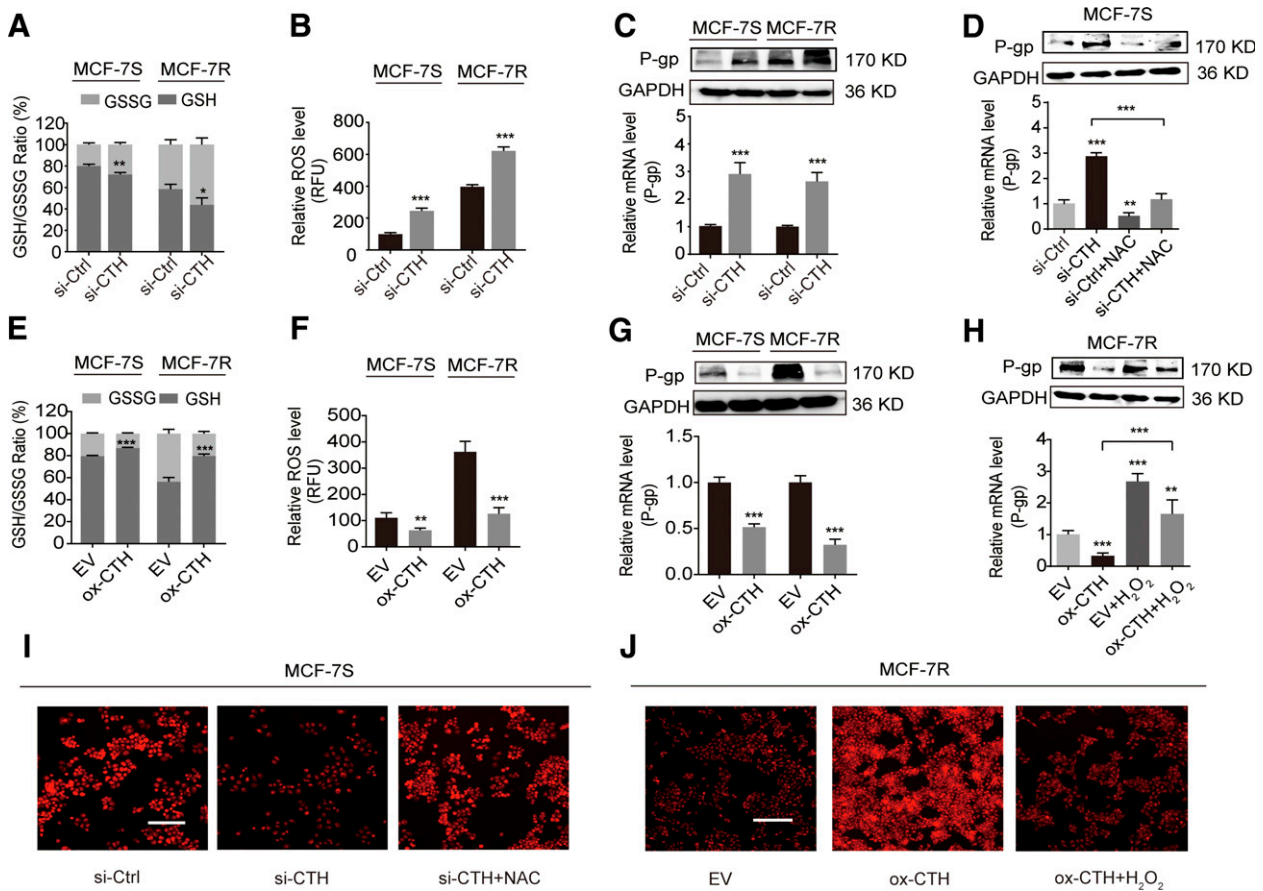 A
MCF-7S MCF-7R
GSSG GSH
GSH/GSSG Ratio (%)
120
100
80
60
40
20
0
** *
si-Ctrl si-CTH si-Ctrl si-CTH
B
MCF-7S MCF-7R
Relative ROS level
(RFU)
800
600
400
200
0
*** ***
si-Ctrl si-CTH si-Ctrl si-CTH
C
MCF-7S MCF-7R
P-gp 170 KD
GAPDH 36 KD
Relative mRNA level
(P-gp)
4
3
2
1
0
*** ***
si-Ctrl si-CTH si-Ctrl si-CTH
D
MCF-7S
P-gp 170 KD
GAPDH 36 KD
Relative mRNA level
(P-gp)
5
4
3
2
1
0
***
*** **
si-Ctrl si-CTH si-Ctrl+NAC si-CTH+NAC
E
MCF-7S MCF-7R
GSSG GSH
GSH/GSSG Ratio (%)
120
100
80
60
40
20
0
*** ***
EV ox-CTH EV ox-CTH
F
MCF-7S MCF-7R
Relative ROS level
(RFU)
500
400
300
200
100
0
** ***
EV ox-CTH EV ox-CTH
G
MCF-7S MCF-7R
P-gp 170 KD
GAPDH 36 KD
Relative mRNA level
(P-gp)
1.5
1.0
0.5
0.0
*** ***
EV ox-CTH EV ox-CTH
H
MCF-7R
P-gp 170 KD
GAPDH 36 KD
Relative mRNA level
(P-gp)
4
3
2
1
0
***
*** *** **
EV ox-CTH EV+H₂O₂ ox-CTH+H₂O₂
I
MCF-7S
si-Ctrl si-CTH si-CTH+NAC
J
MCF-7R
EV ox-CTH ox-CTH+H₂O₂